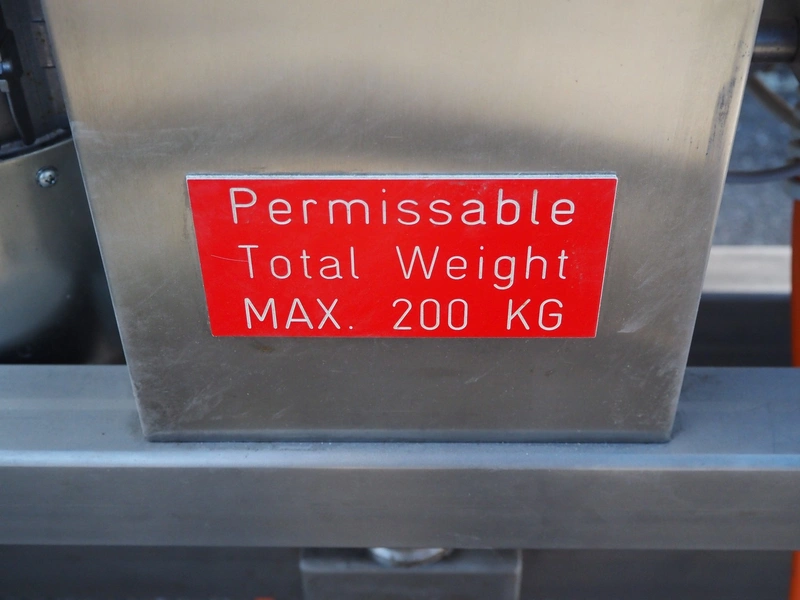 Permissable
Total Weight
MAX. 200 KG